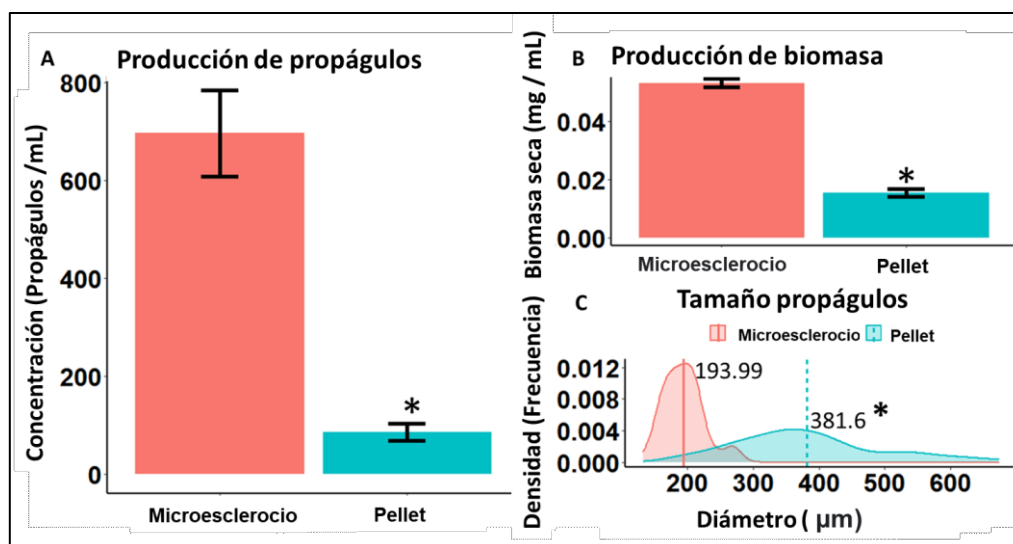 A
Producción de propágulos
Concentración (Propágulos /mL)
800
600
400
200
0
*
Microesclerocio
Pellet
B
Producción de biomasa
Biomasa seca (mg / mL)
0.04
0.02
0.00
*
Microesclerocio
Pellet
C
Tamaño propágulos
Microesclerocio
Pellet
Densidad (Frecuencia)
0.012
0.008
0.004
0.000
193.99
381.6 *
200 300 400 500 600
Diámetro ( µm)